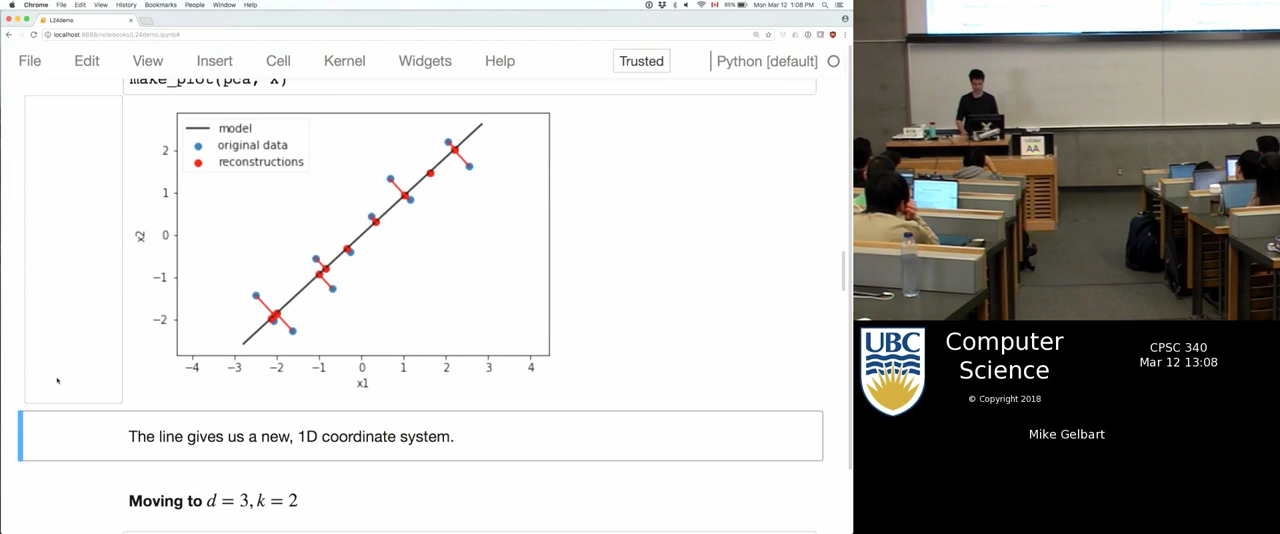 Chrome File Edit View History Bookmarks People Window Help
85% Mon Mar 12 1:08 PM
L24demo
localhost:8888/notebooks/L24demo.ipynb#
File Edit View Insert Cell Kernel Widgets Help Trusted Python [default]
make_plot(pca, X)
model
original data
reconstructions
2
1
0
−1
−2
x2
−4 −3 −2 −1 0 1 2 3 4
x1
The line gives us a new, 1D coordinate system.
Moving to d = 3, k = 2
AA
UBC
Computer
Science
© Copyright 2018
CPSC 340
Mar 12 13:08
Mike Gelbart